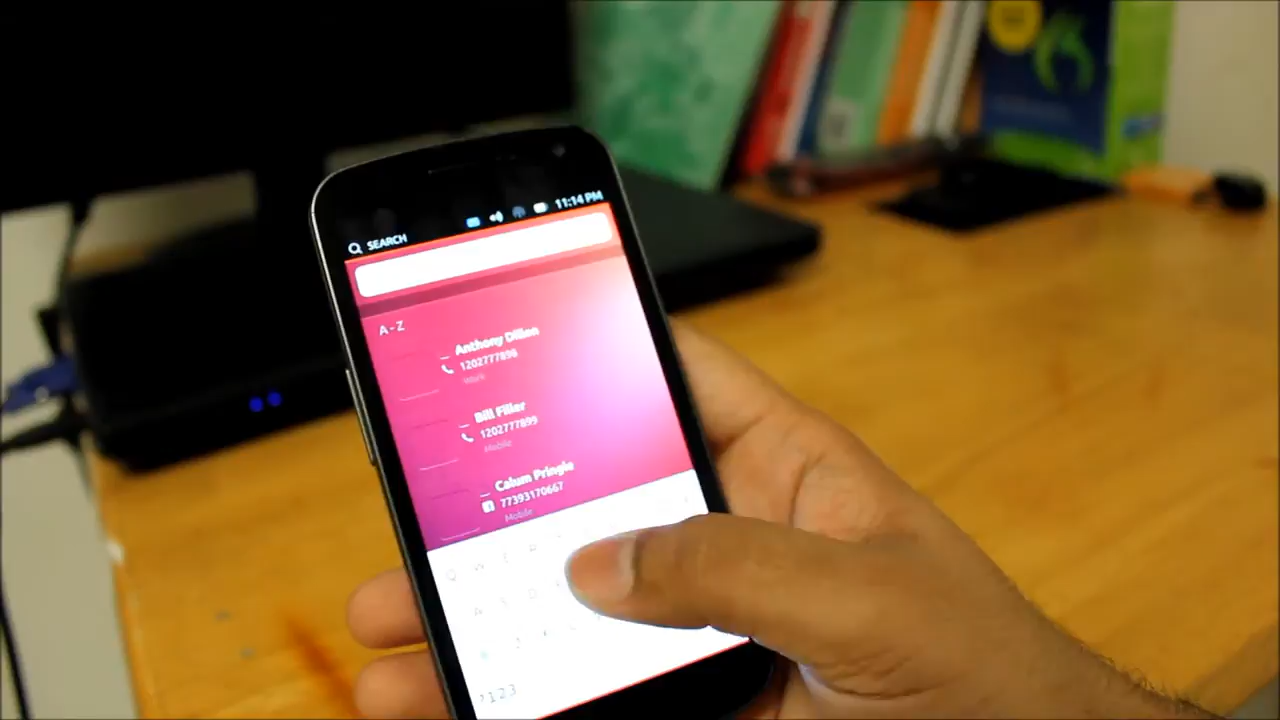 11:14 PM
SEARCH
A-Z
Anthony Dillon
1202777896
Work
Bill Filler
1202777899
Mobile
Calum Pringle
77393170667
Mobile
Q W E R
A S D
Z X
?123